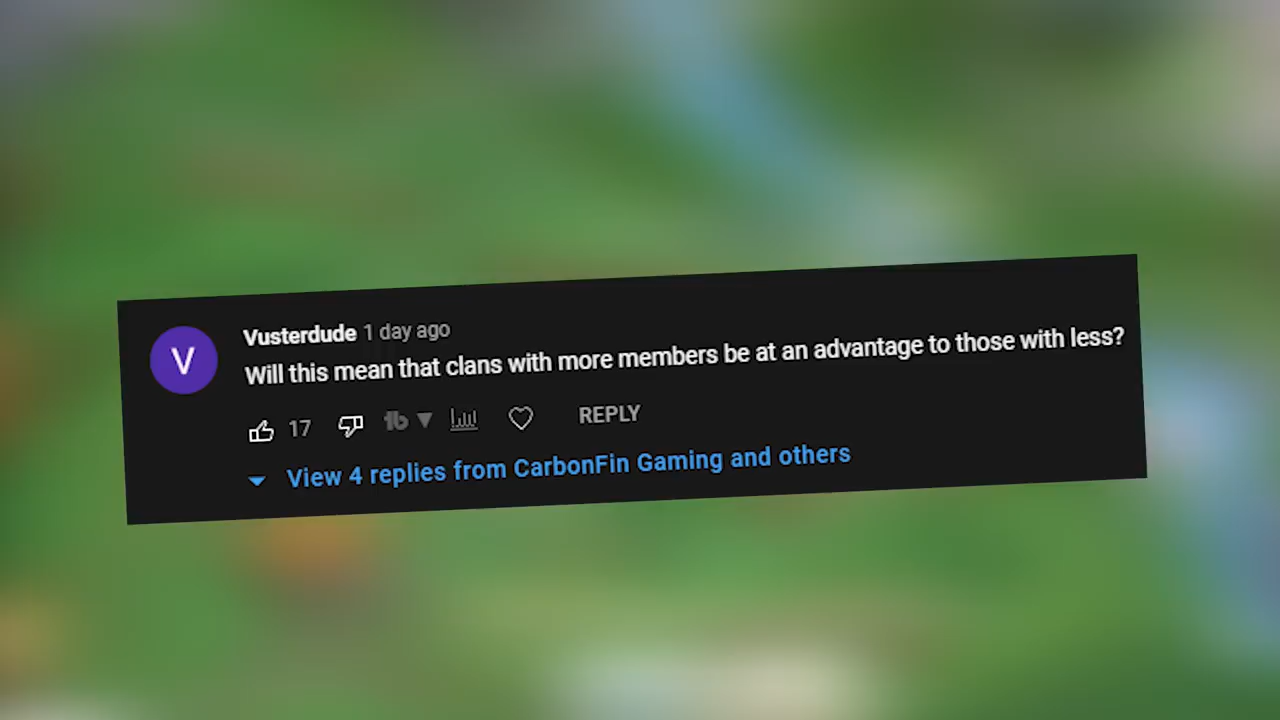 V
Vusterdude 1 day ago
Will this mean that clans with more members be at an advantage to those with less?
17 REPLY
View 4 replies from CarbonFin Gaming and others